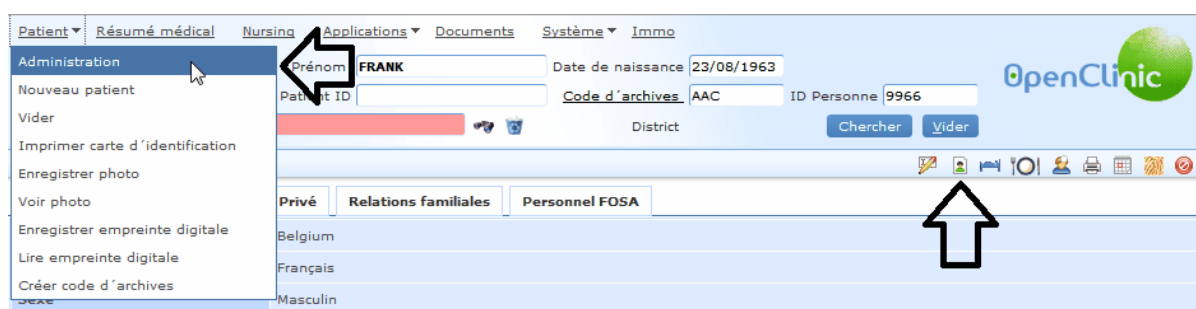 Patient Résumé médical Nursing Applications Documents Système Immo
Administration
Prénom FRANK Date de naissance 23/08/1963
OpenClinic
Nouveau patient
Patient ID Code d´archives AAC ID Personne 9966
Vider
District Chercher Vider
Imprimer carte d´identification
Enregistrer photo
Voir photo
Privé Relations familiales Personnel FOSA
Enregistrer empreinte digitale
Belgium
Lire empreinte digitale
Français
Créer code d´archives
Sexe Masculin